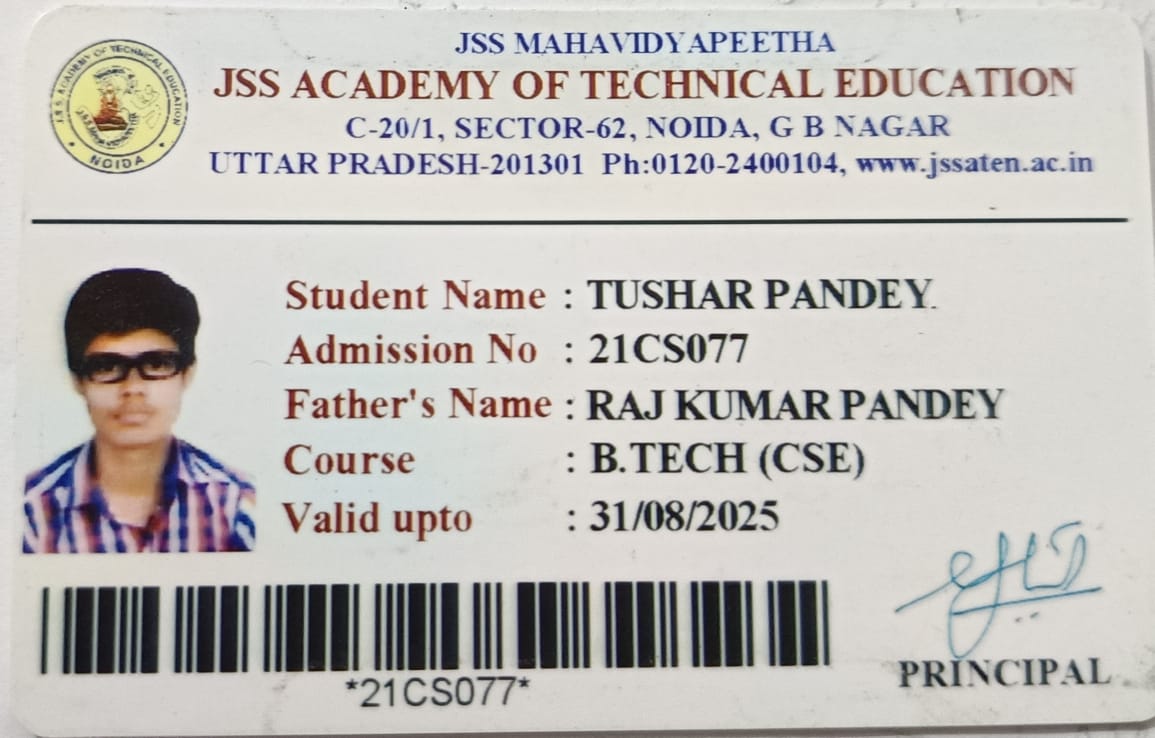 JSS MAHAVIDYAPEETHA
JSS ACADEMY OF TECHNICAL EDUCATION
C-20/1, SECTOR-62, NOIDA, G B NAGAR
UTTAR PRADESH-201301 Ph:0120-2400104, www.jssaten.ac.in
JSS ACADEMY OF TECHNICAL EDUCATION
NOIDA
Student Name : TUSHAR PANDEY
Admission No : 21CS077
Father's Name : RAJ KUMAR PANDEY
Course : B.TECH (CSE)
Valid upto : 31/08/2025
*21CS077*
PRINCIPAL